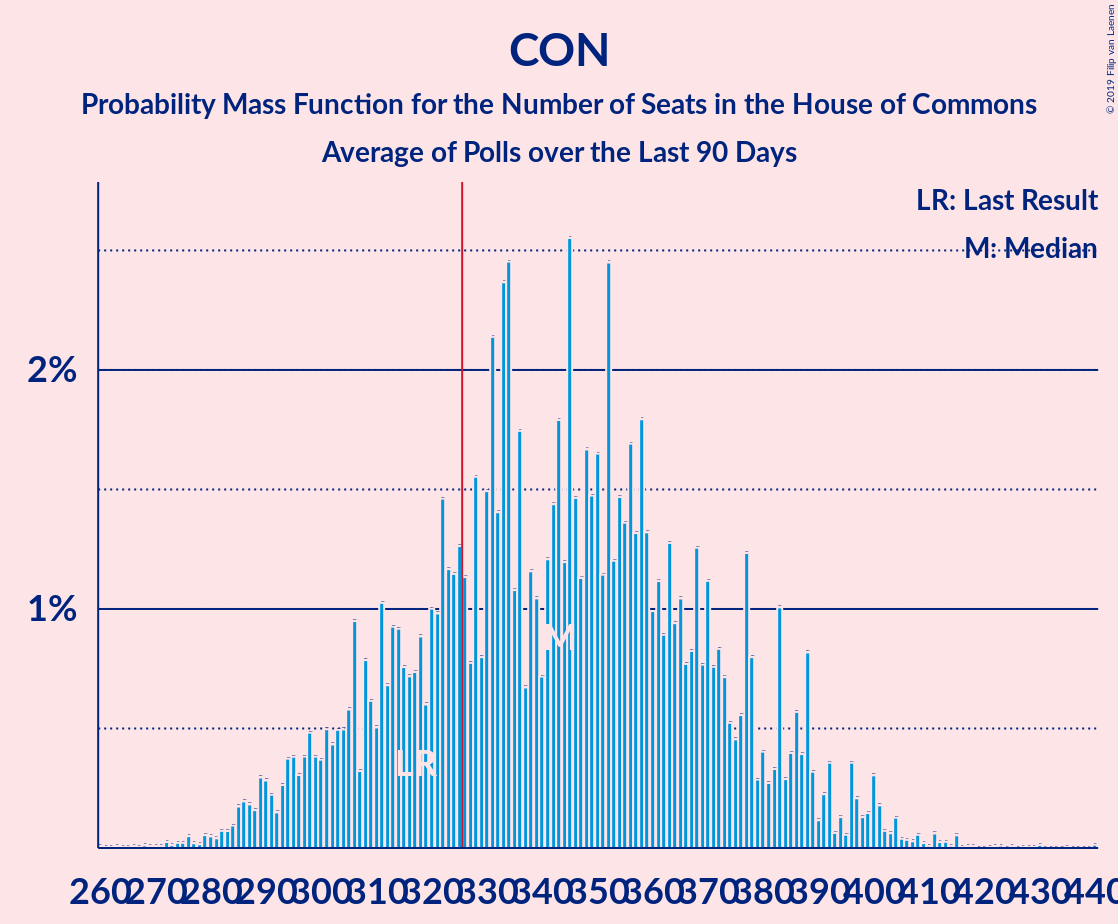 CON
Probability Mass Function for the Number of Seats in the House of Commons
Average of Polls over the Last 90 Days
© 2019 Filip van Laenen
LR: Last Result
M: Median
2%
1%
M
LR
260 270 280 290 300 310 320 330 340 350 360 370 380 390 400 410 420 430 440